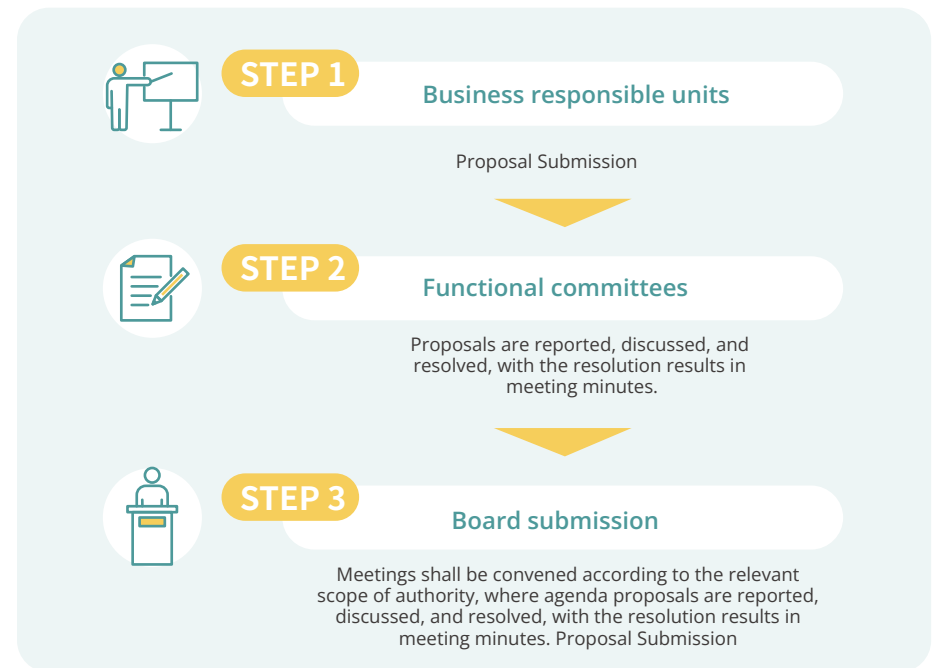 STEP 1
Business responsible units
Proposal Submission
STEP 2
Functional committees
Proposals are reported, discussed, and
resolved, with the resolution results in
meeting minutes.
STEP 3
Board submission
Meetings shall be convened according to the relevant
scope of authority, where agenda proposals are reported,
discussed, and resolved, with the resolution results in
meeting minutes. Proposal Submission